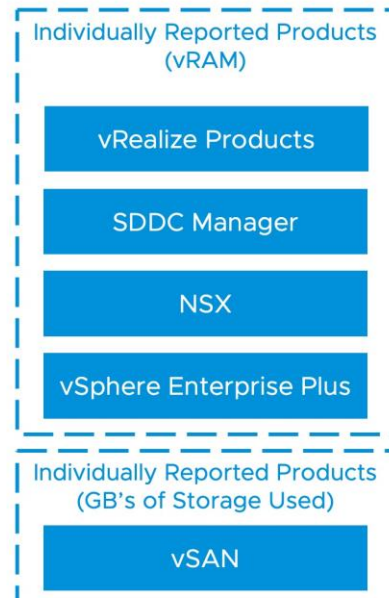 Individually Reported Products
(vRAM)
vRealize Products
SDDC Manager
NSX
vSphere Enterprise Plus
Individually Reported Products
(GB's of Storage Used)
vSAN